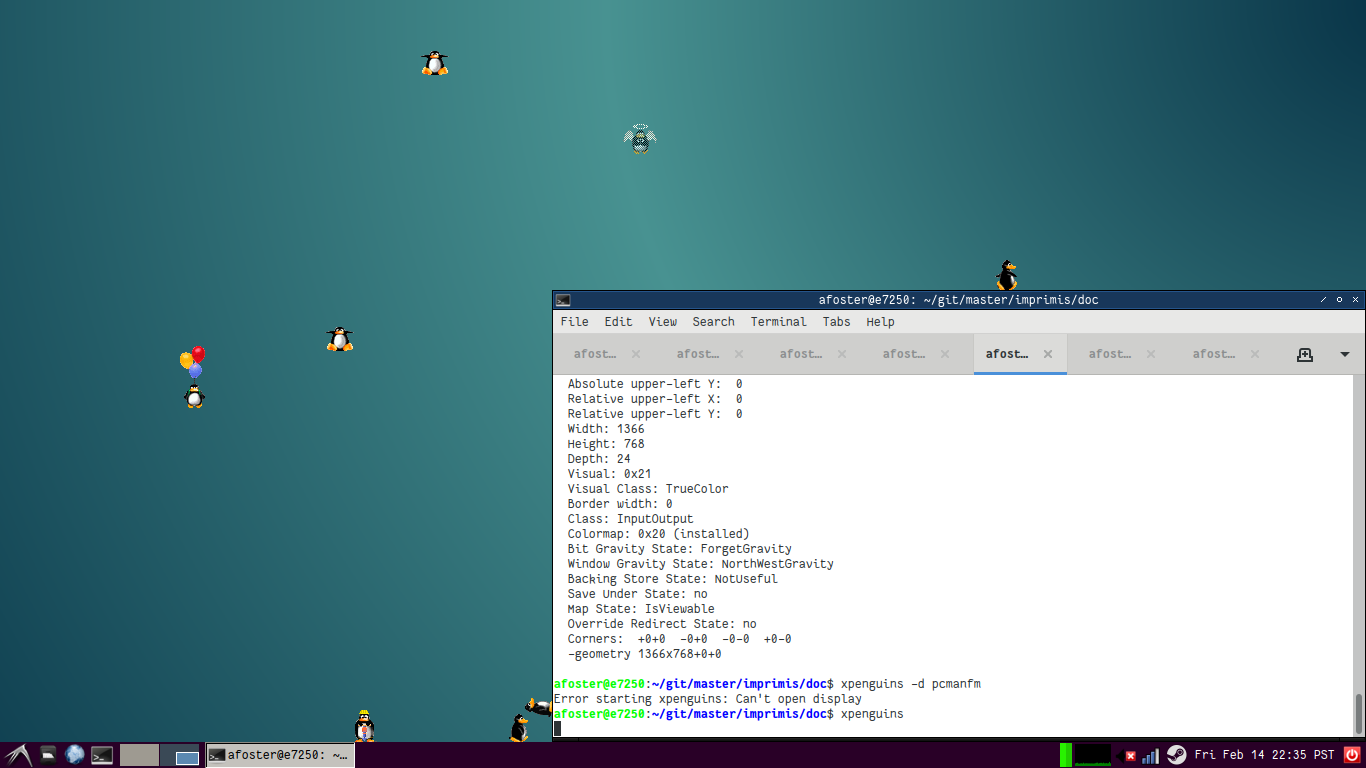 afoster@e7250: ~/git/master/imprimis/doc
File Edit View Search Terminal Tabs Help
afost… afost… afost… afost… afost… afost… afost…
Absolute upper-left Y:  0
Relative upper-left X:  0
Relative upper-left Y:  0
Width: 1366
Height: 768
Depth: 24
Visual: 0x21
Visual Class: TrueColor
Border width: 0
Class: InputOutput
Colormap: 0x20 (installed)
Bit Gravity State: ForgetGravity
Window Gravity State: NorthWestGravity
Backing Store State: NotUseful
Save Under State: no
Map State: IsViewable
Override Redirect State: no
Corners:  +0+0  -0+0  -0-0  +0-0
-geometry 1366x768+0+0
afoster@e7250:~/git/master/imprimis/doc$ xpenguins -d pcmanfm
Error starting xpenguins: Can't open display
afoster@e7250:~/git/master/imprimis/doc$ xpenguins
afoster@e7250: ~…
Fri Feb 14 22:35 PST